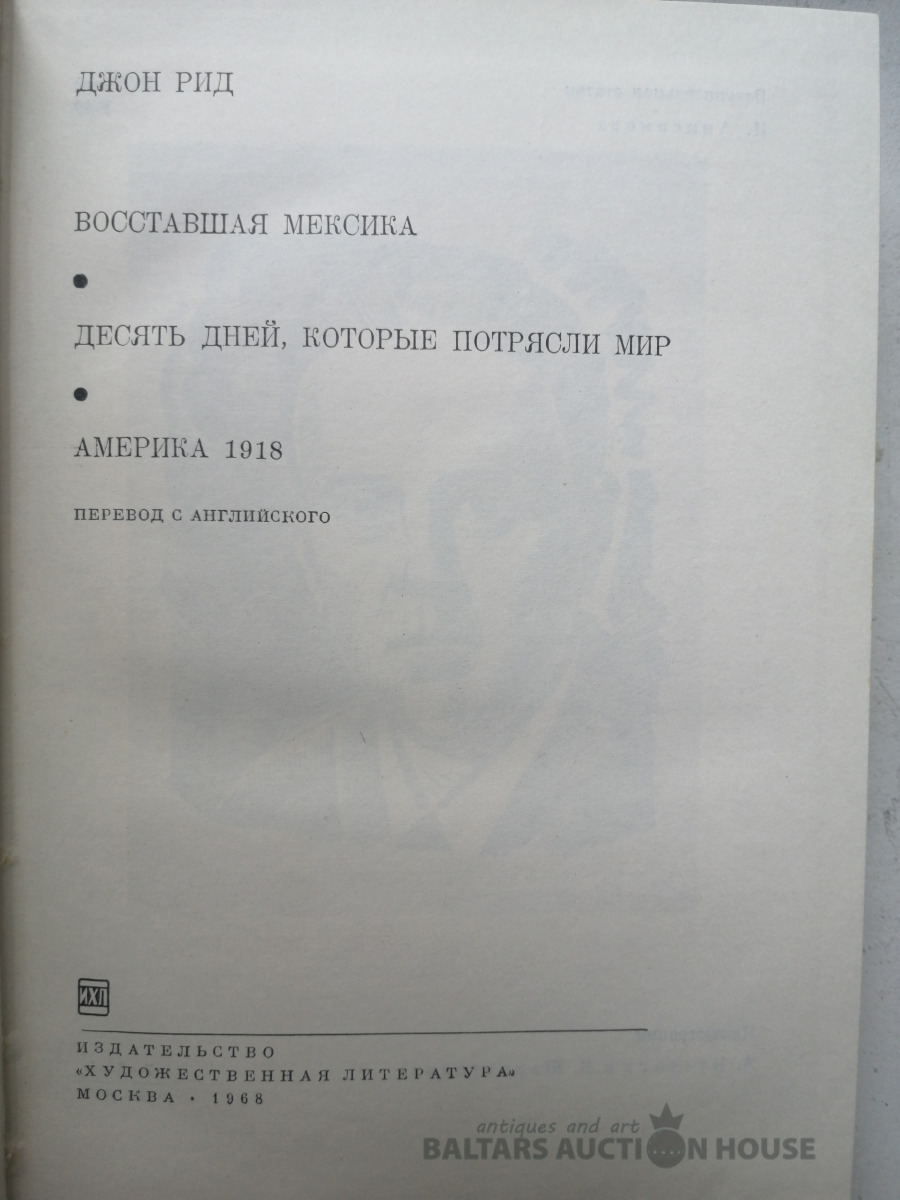 ДЖОН РИД
ВОССТАВШАЯ МЕКСИКА
•
ДЕСЯТЬ ДНЕЙ, КОТОРЫЕ ПОТРЯСЛИ МИР
•
АМЕРИКА 1918
ПЕРЕВОД С АНГЛИЙСКОГО
ИХЛ
ИЗДАТЕЛЬСТВО
«ХУДОЖЕСТВЕННАЯ ЛИТЕРАТУРА»
МОСКВА • 1968
antiques and art
BALTARS AUCTION HOUSE